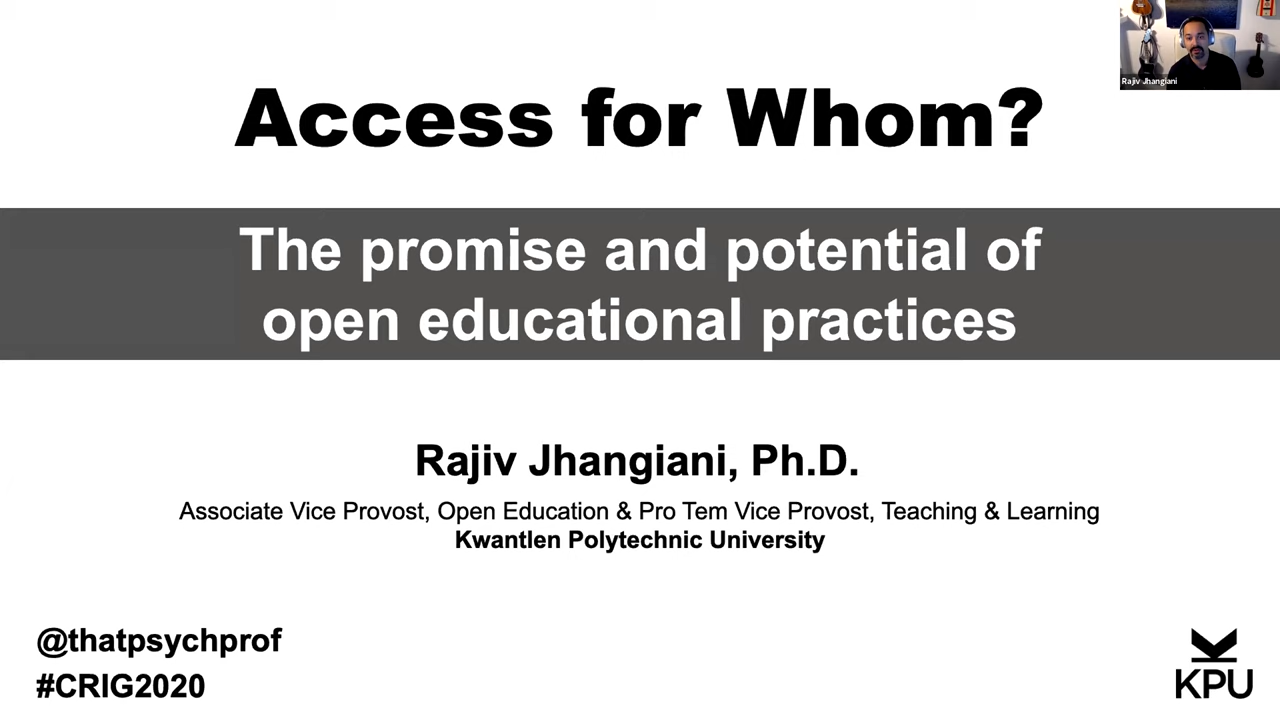 Rajiv Jhangiani
Access for Whom?
The promise and potential of
open educational practices
Rajiv Jhangiani, Ph.D.
Associate Vice Provost, Open Education & Pro Tem Vice Provost, Teaching & Learning
Kwantlen Polytechnic University
@thatpsychprof
#CRIG2020
KPU